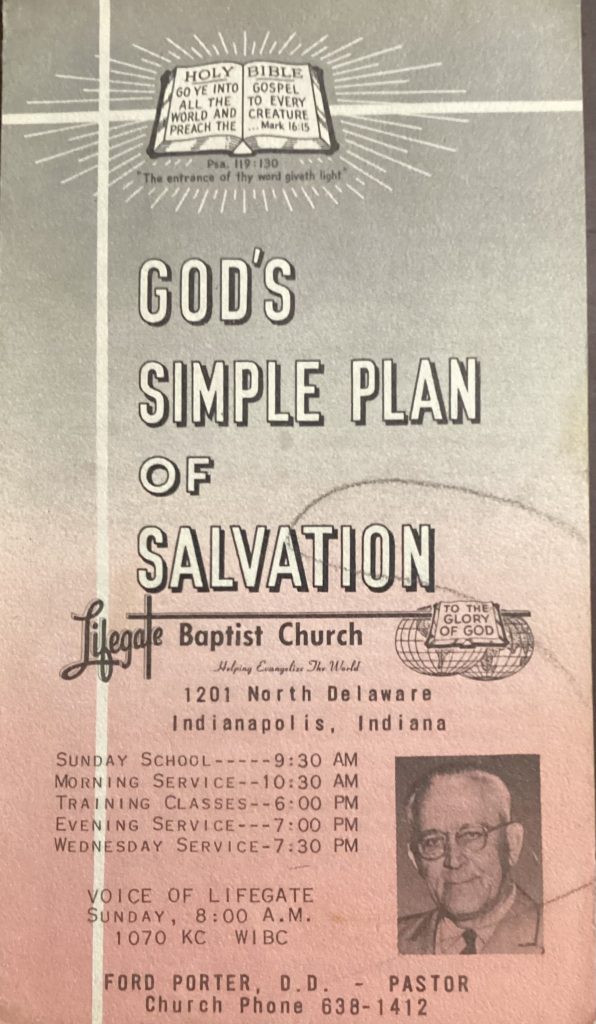 HOLY BIBLE
GO YE INTO
ALL THE
WORLD AND
PREACH THE
GOSPEL
TO EVERY
CREATURE
...Mark 16:15
Psa. 119:130
"The entrance of thy word giveth light"
GOD'S
SIMPLE PLAN
OF
SALVATION
Lifegate Baptist Church
Helping Evangelize The World
TO THE
GLORY
OF GOD
1201 North Delaware
Indianapolis, Indiana
SUNDAY SCHOOL-----9:30 AM
MORNING SERVICE--10:30 AM
TRAINING CLASSES--6:00 PM
EVENING SERVICE---7:00 PM
WEDNESDAY SERVICE-7:30 PM
VOICE OF LIFEGATE
SUNDAY, 8:00 A.M.
1070 KC WIBC
FORD PORTER, D.D. - PASTOR
Church Phone 638-1412